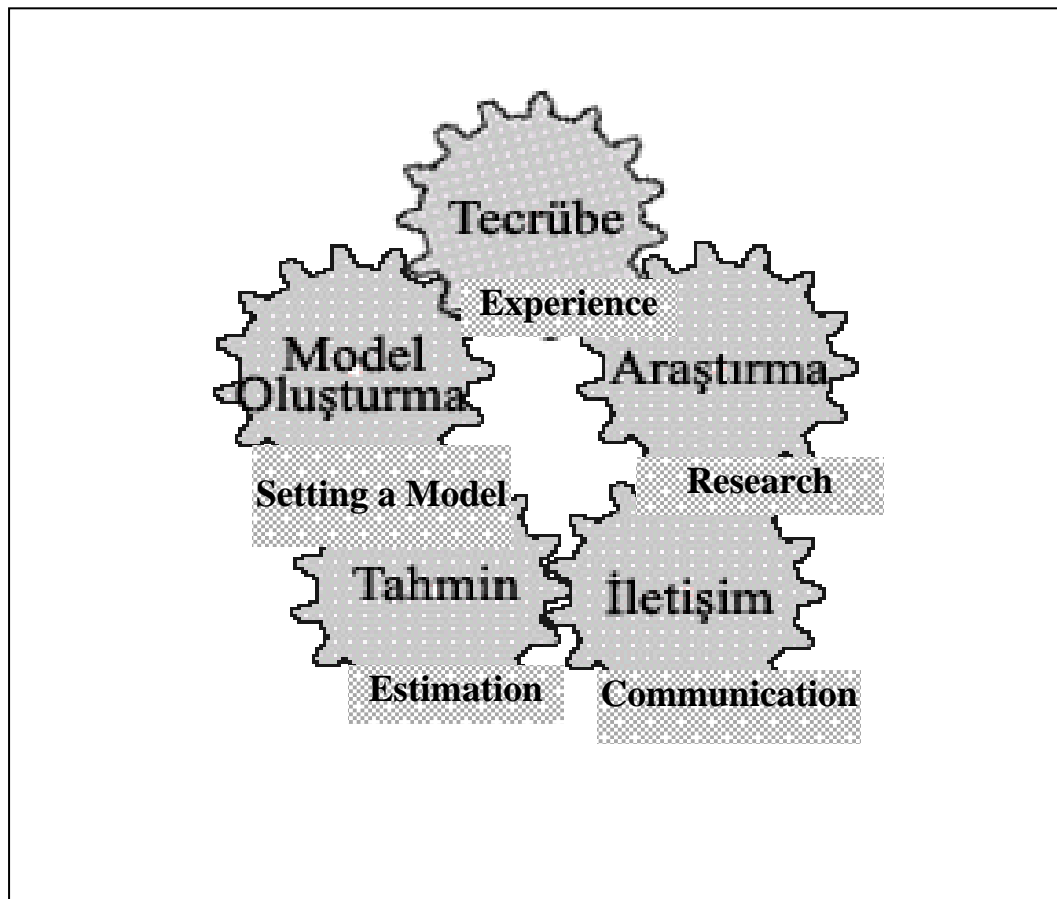 Tecrübe
Experience
Model
Oluşturma
Araştırma
Setting a Model
Research
Tahmin
İletişim
Estimation
Communication